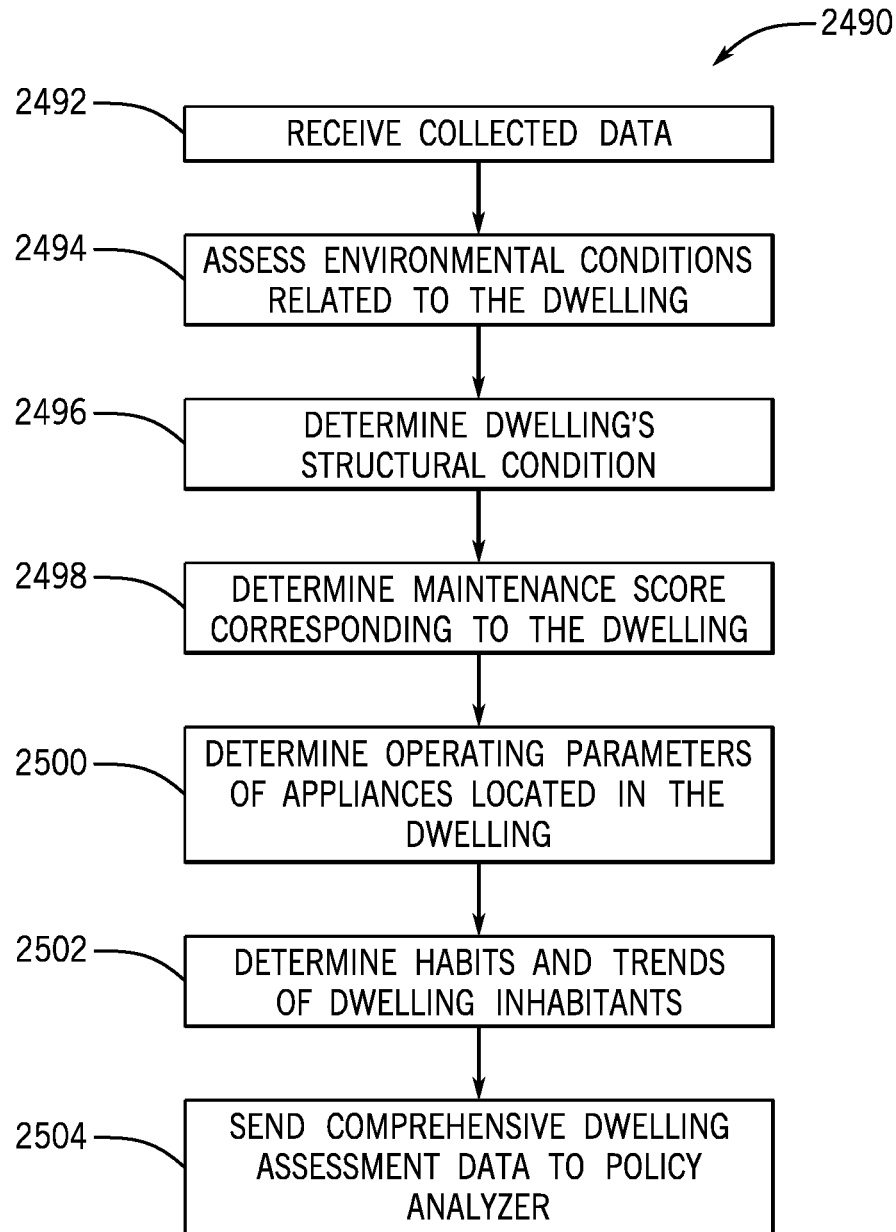 2490
2492
RECEIVE COLLECTED DATA
2494
ASSESS ENVIRONMENTAL CONDITIONS
RELATED TO THE DWELLING
2496
DETERMINE DWELLING'S
STRUCTURAL CONDITION
2498
DETERMINE MAINTENANCE SCORE
CORRESPONDING TO THE DWELLING
2500
DETERMINE OPERATING PARAMETERS
OF APPLIANCES LOCATED IN THE
DWELLING
2502
DETERMINE HABITS AND TRENDS
OF DWELLING INHABITANTS
2504
SEND COMPREHENSIVE DWELLING
ASSESSMENT DATA TO POLICY
ANALYZER